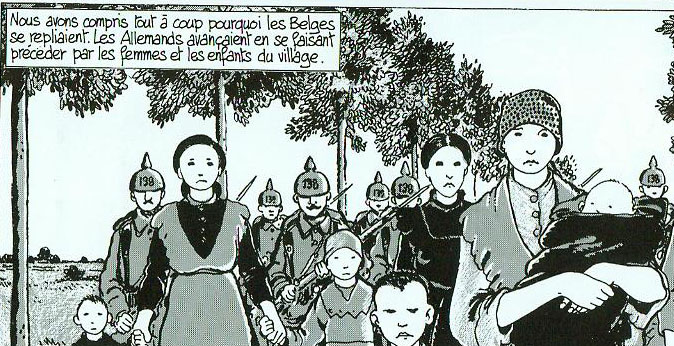 Nous avons compris tout à coup pourquoi les Belges
se repliaient. Les Allemands avançaient en se faisant
précéder par les femmes et les enfants du village.
138
138
138
138
138
138